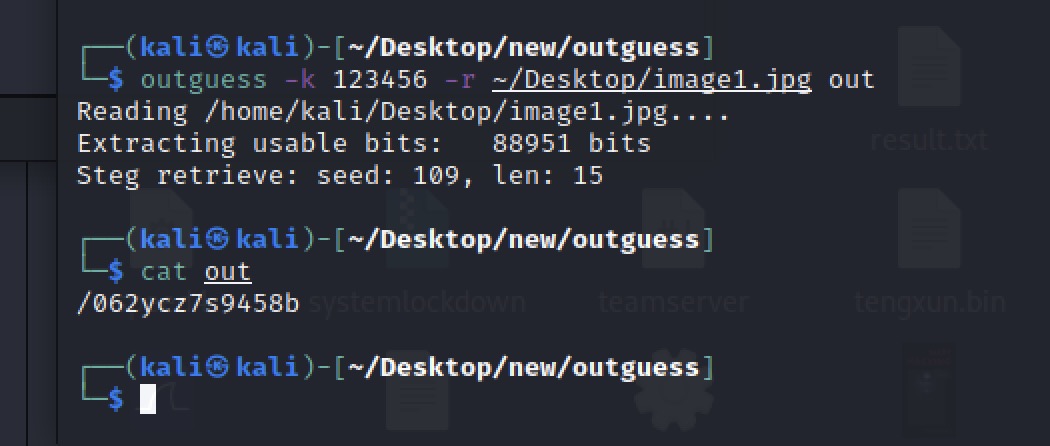 ┌──(kali㉿kali)-[~/Desktop/new/outguess]
└─$ outguess -k 123456 -r ~/Desktop/image1.jpg out
Reading /home/kali/Desktop/image1.jpg....
Extracting usable bits:   88951 bits
Steg retrieve: seed: 109, len: 15
result.txt
┌──(kali㉿kali)-[~/Desktop/new/outguess]
└─$ cat out
/062ycz7s9458b
systemlockdown
teamserver
tengxun.bin
┌──(kali㉿kali)-[~/Desktop/new/outguess]
└─$